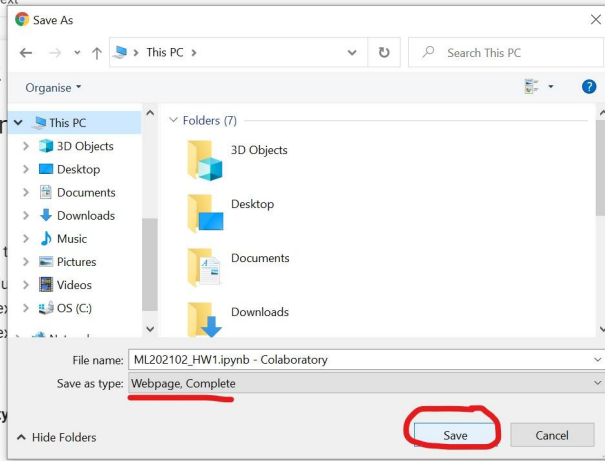 Save As
This PC
Search This PC
Organise
?
This PC
3D Objects
Desktop
Documents
Downloads
Music
Pictures
Videos
OS (C:)
Folders (7)
3D Objects
Desktop
Documents
Downloads
File name: ML202102_HW1.ipynb - Colaboratory
Save as type: Webpage, Complete
Hide Folders
Save
Cancel